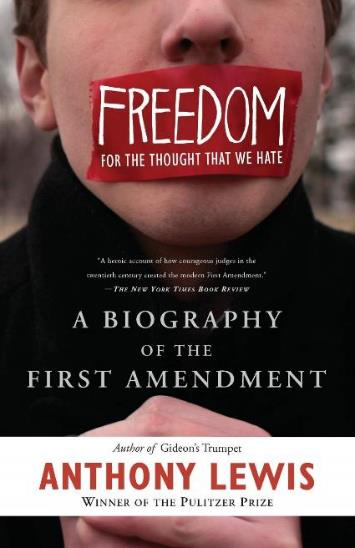 FREEDOM
FOR THE THOUGHT THAT WE HATE
"A heroic account of how courageous judges in the
twentieth century created the modern First Amendment."
—THE NEW YORK TIMES BOOK REVIEW
A BIOGRAPHY
OF THE
FIRST AMENDMENT
Author of Gideon's Trumpet
ANTHONY LEWIS
WINNER OF THE PULITZER PRIZE